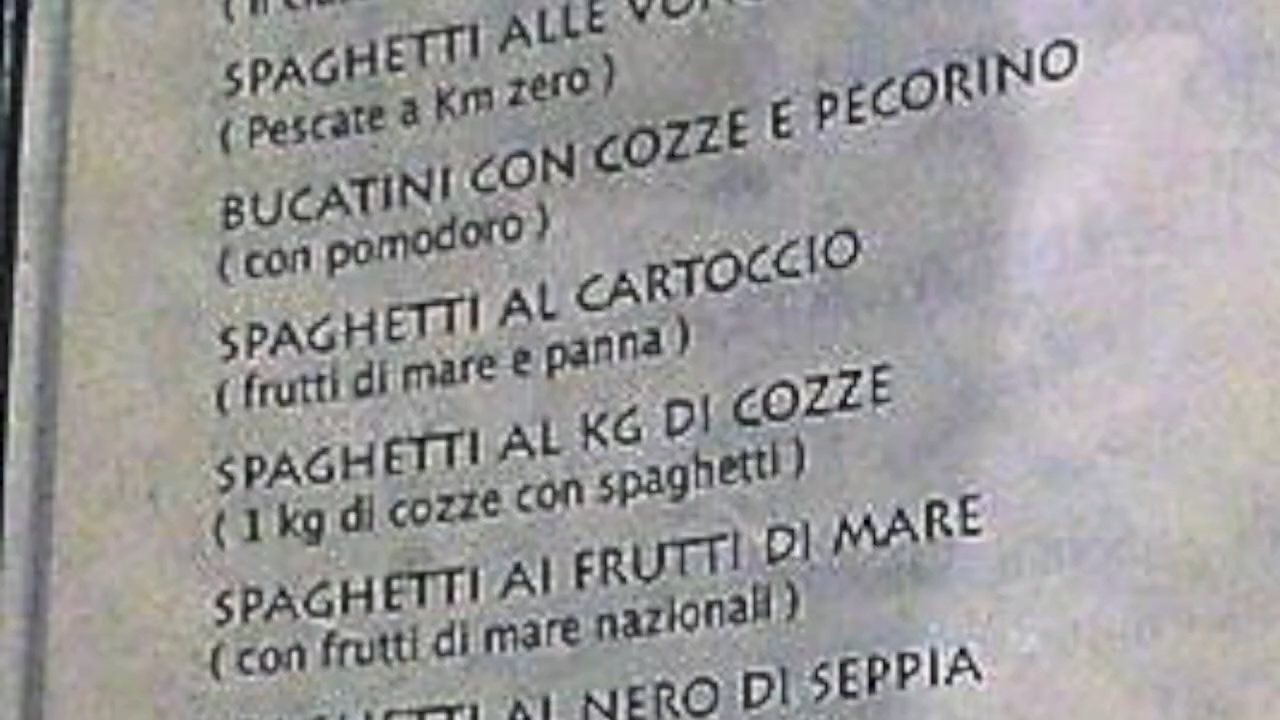 SPAGHETTI ALLE
( Pescate a Km zero )
BUCATINI CON COZZE E PECORINO
( con pomodoro )
SPAGHETTI AL CARTOCCIO
( frutti di mare e panna )
SPAGHETTI AL KG DI COZZE
( 1 kg di cozze con spaghetti )
SPAGHETTI AI FRUTTI DI MARE
( con frutti di mare nazionali )
AL NERO DI SEPPIA